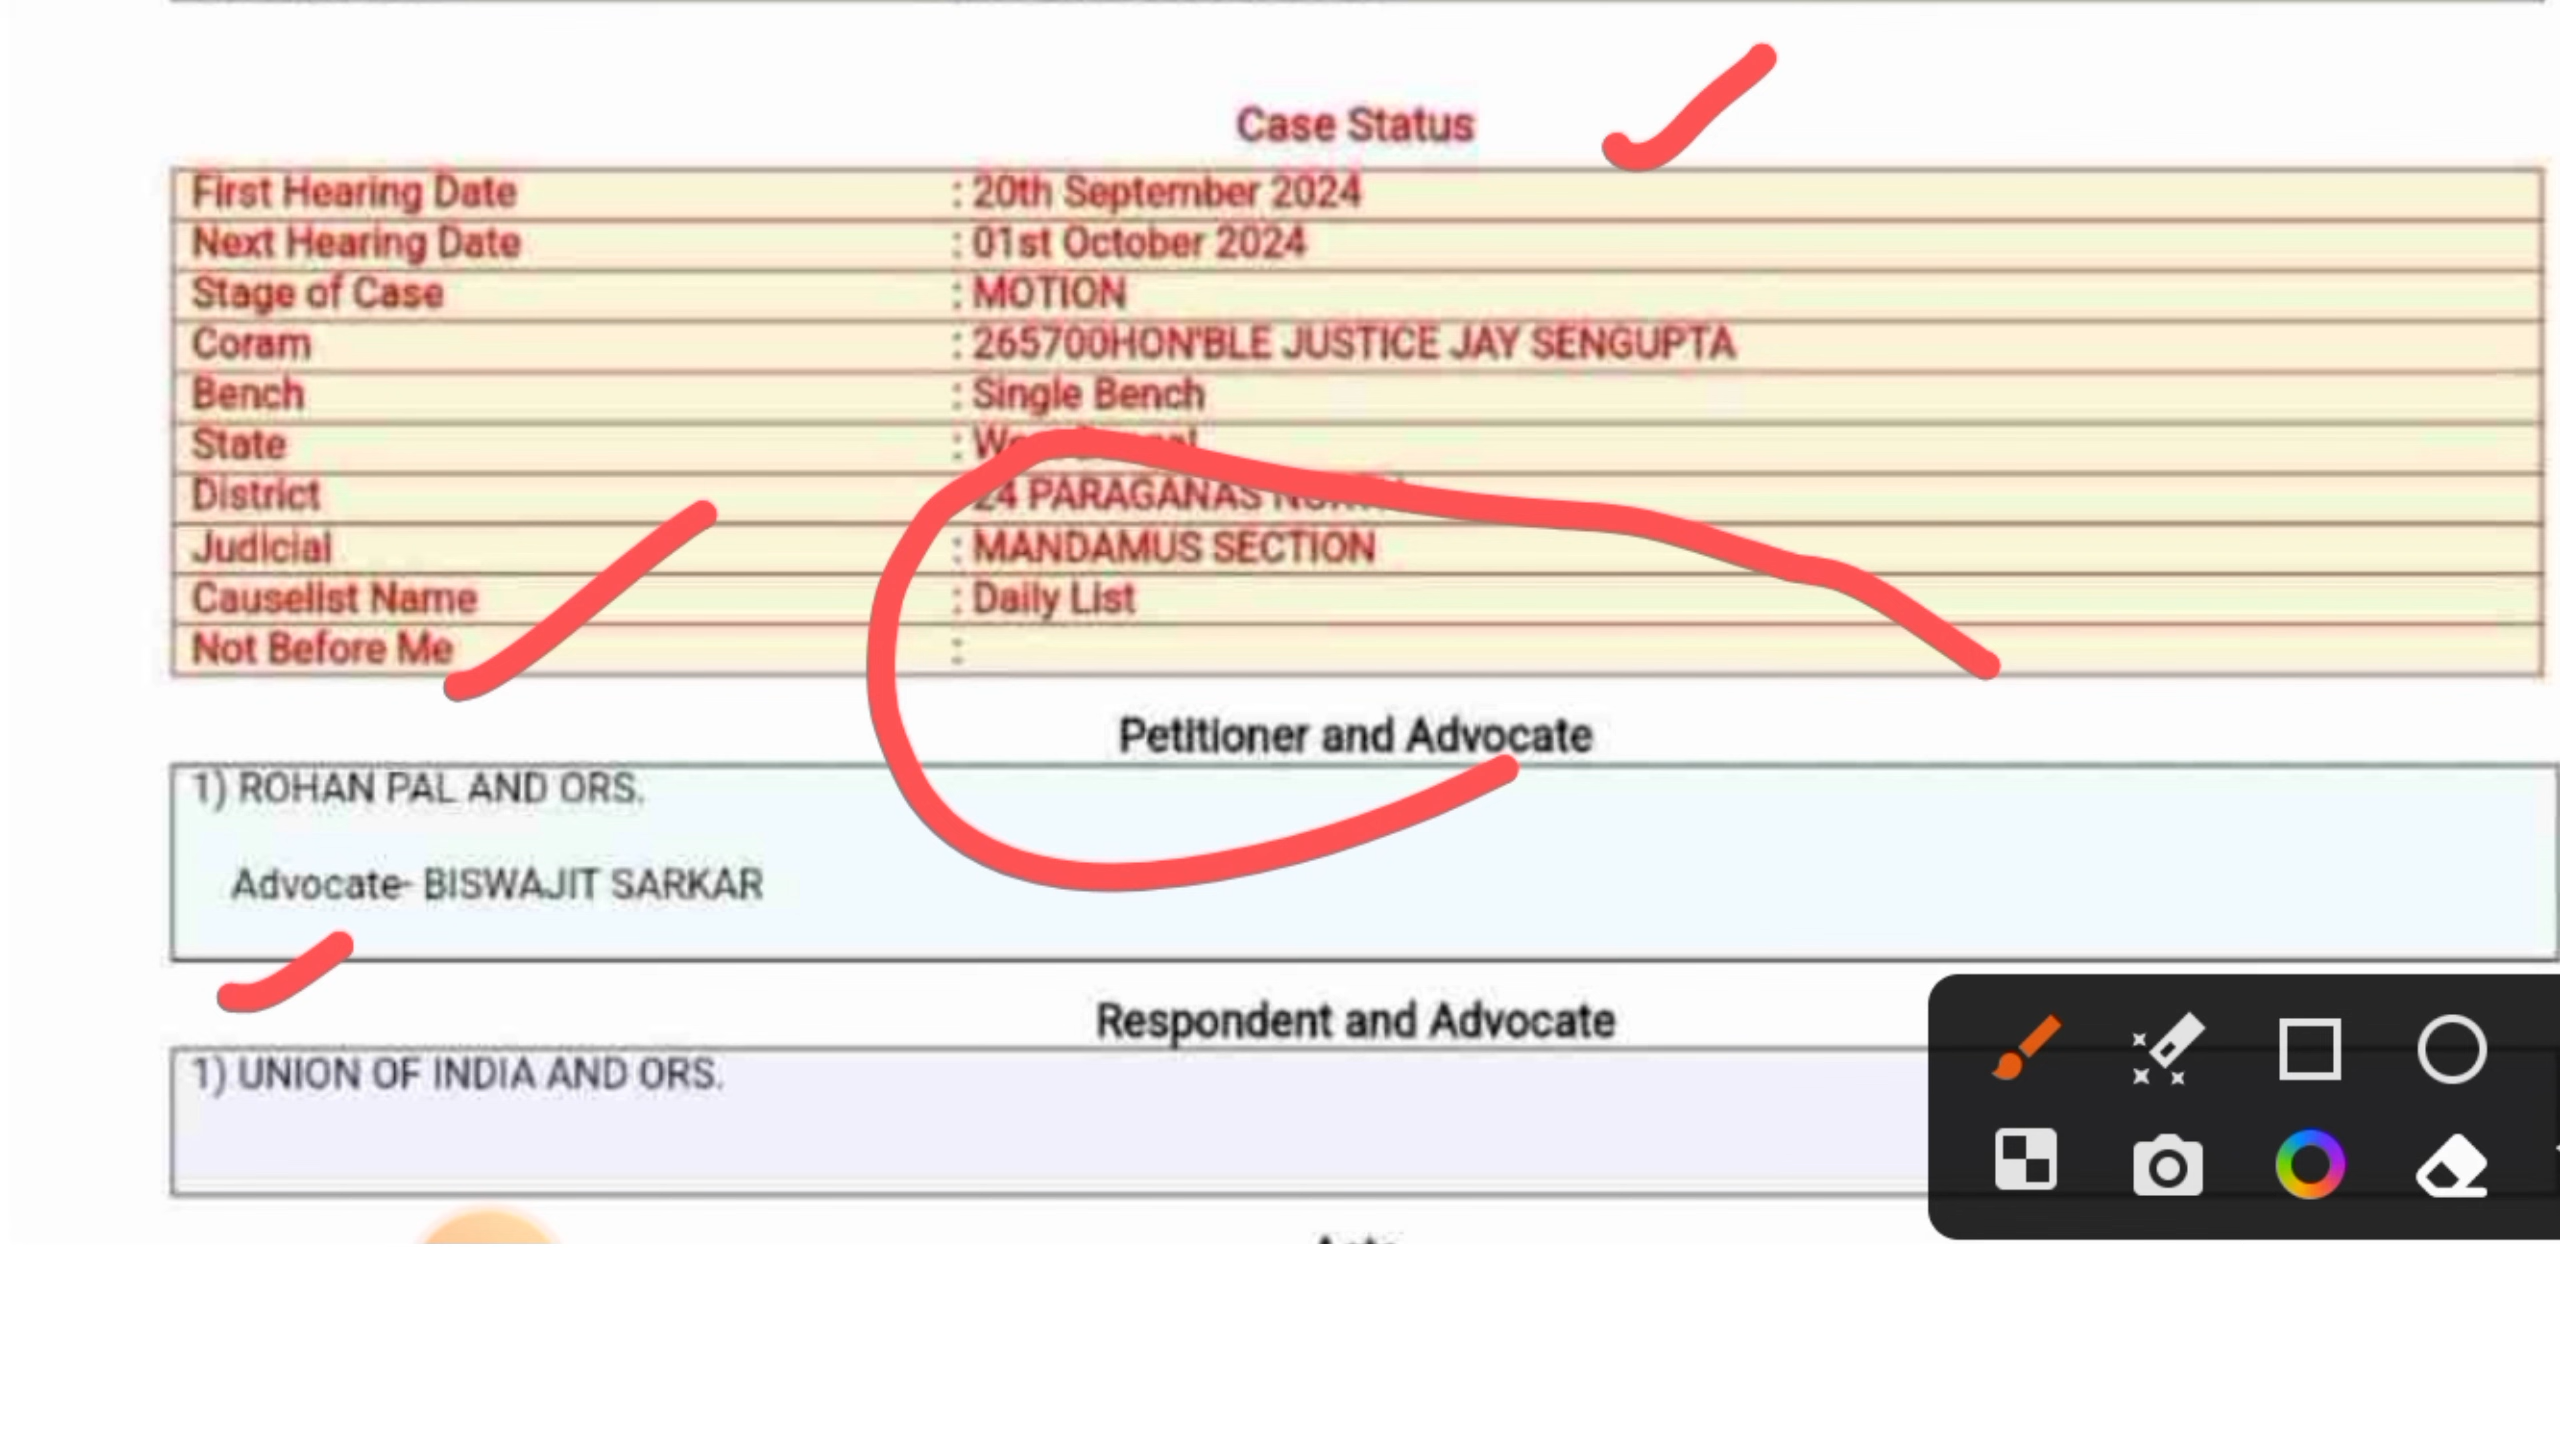 Case Status
First Hearing Date : 20th September 2024
Next Hearing Date : 01st October 2024
Stage of Case : MOTION
Coram : 265700HON'BLE JUSTICE JAY SENGUPTA
Bench : Single Bench
State :
District 24 PARAGANAS
Judicial : MANDAMUS SECTION
Causelist Name : Daily List
Not Before Me :
Petitioner and Advocate
1) ROHAN PAL AND ORS.
Advocate- BISWAJIT SARKAR
Respondent and Advocate
1) UNION OF INDIA AND ORS.